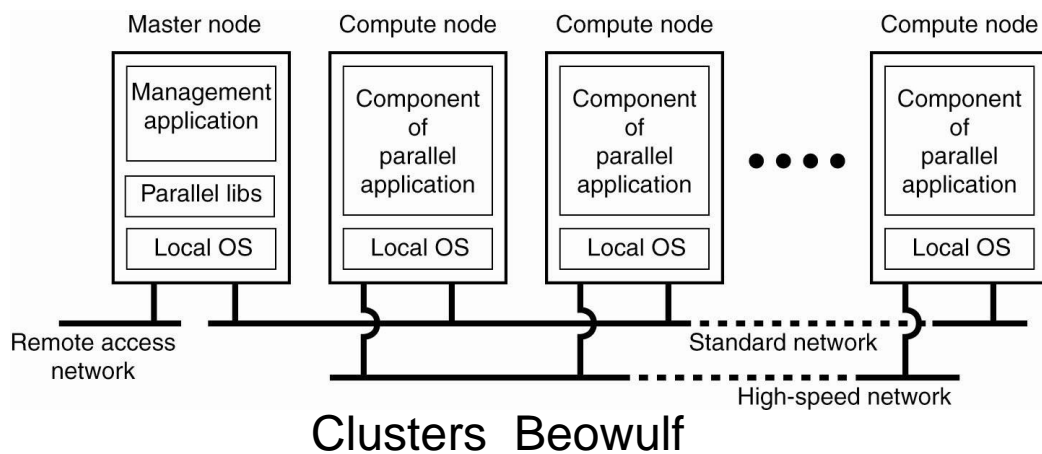 Master node
Compute node
Compute node
Compute node
Management
application
Parallel libs
Local OS
Component
of
parallel
application
Local OS
Component
of
parallel
application
Local OS
Component
of
parallel
application
Local OS
Remote access
network
Standard network
High-speed network
Clusters Beowulf